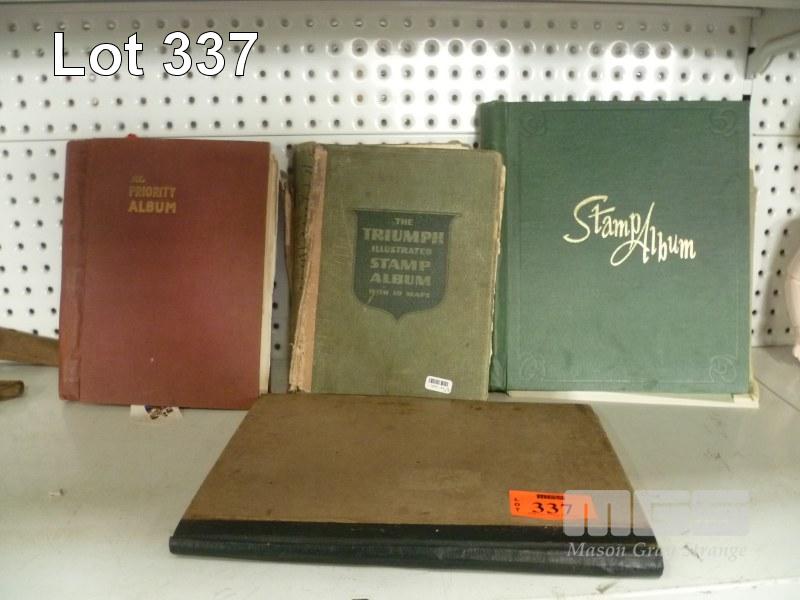 Lot 337
The
PRIORITY
ALBUM
THE
TRIUMPH
ILLUSTRATED
STAMP
ALBUM
WITH 10 MAPS
Stamp Album
LOT
337
MGS
Mason Gray Strange